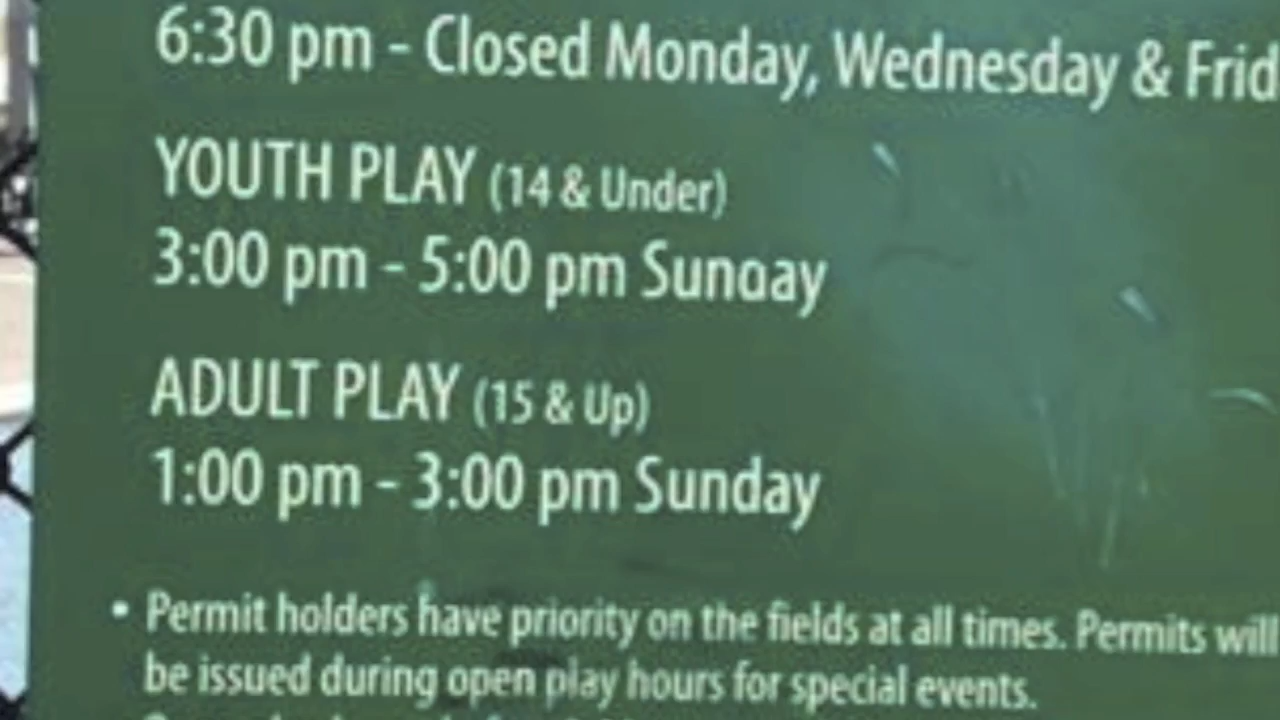 6:30 pm - Closed Monday, Wednesday & Frid
YOUTH PLAY (14 & Under)
3:00 pm - 5:00 pm Sunday
ADULT PLAY (15 & Up)
1:00 pm - 3:00 pm Sunday
• Permit holders have priority on the fields at all times. Permits will
be issued during open play hours for special events.